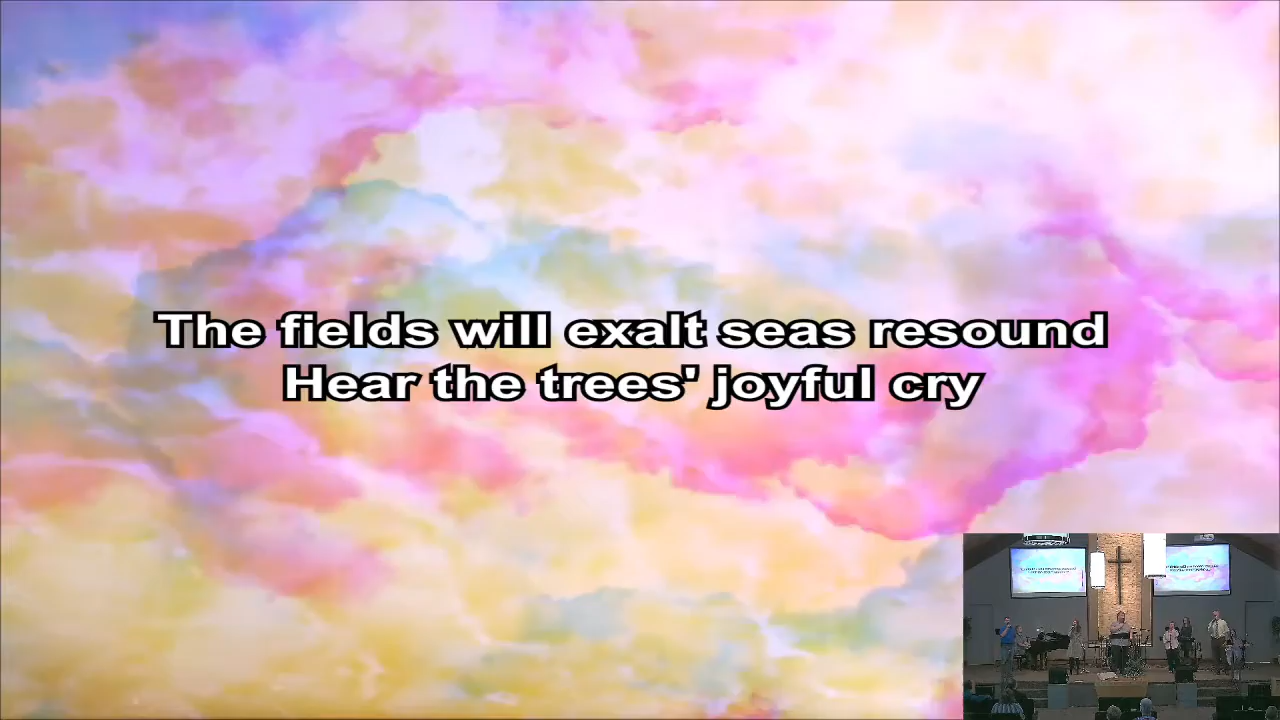 The fields will exalt seas resound
Hear the trees' joyful cry